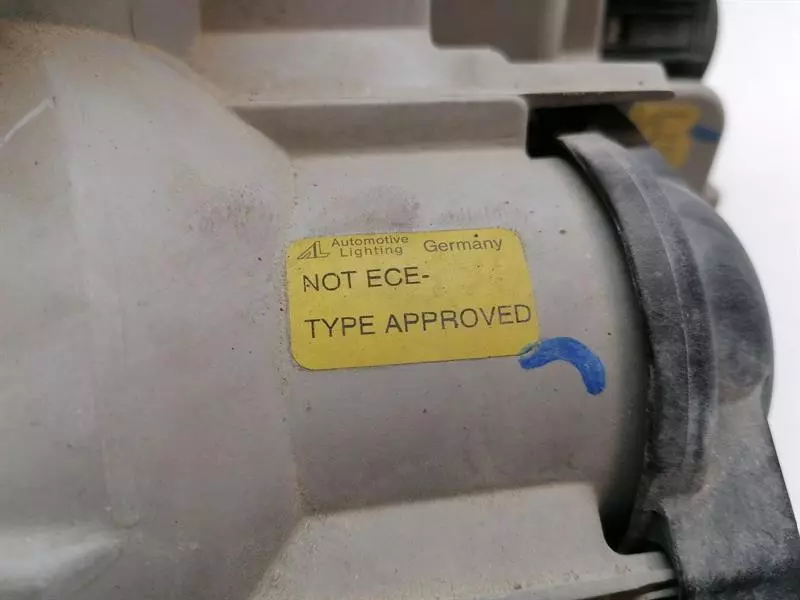 AL Automotive Lighting Germany
NOT ECE-
TYPE APPROVED